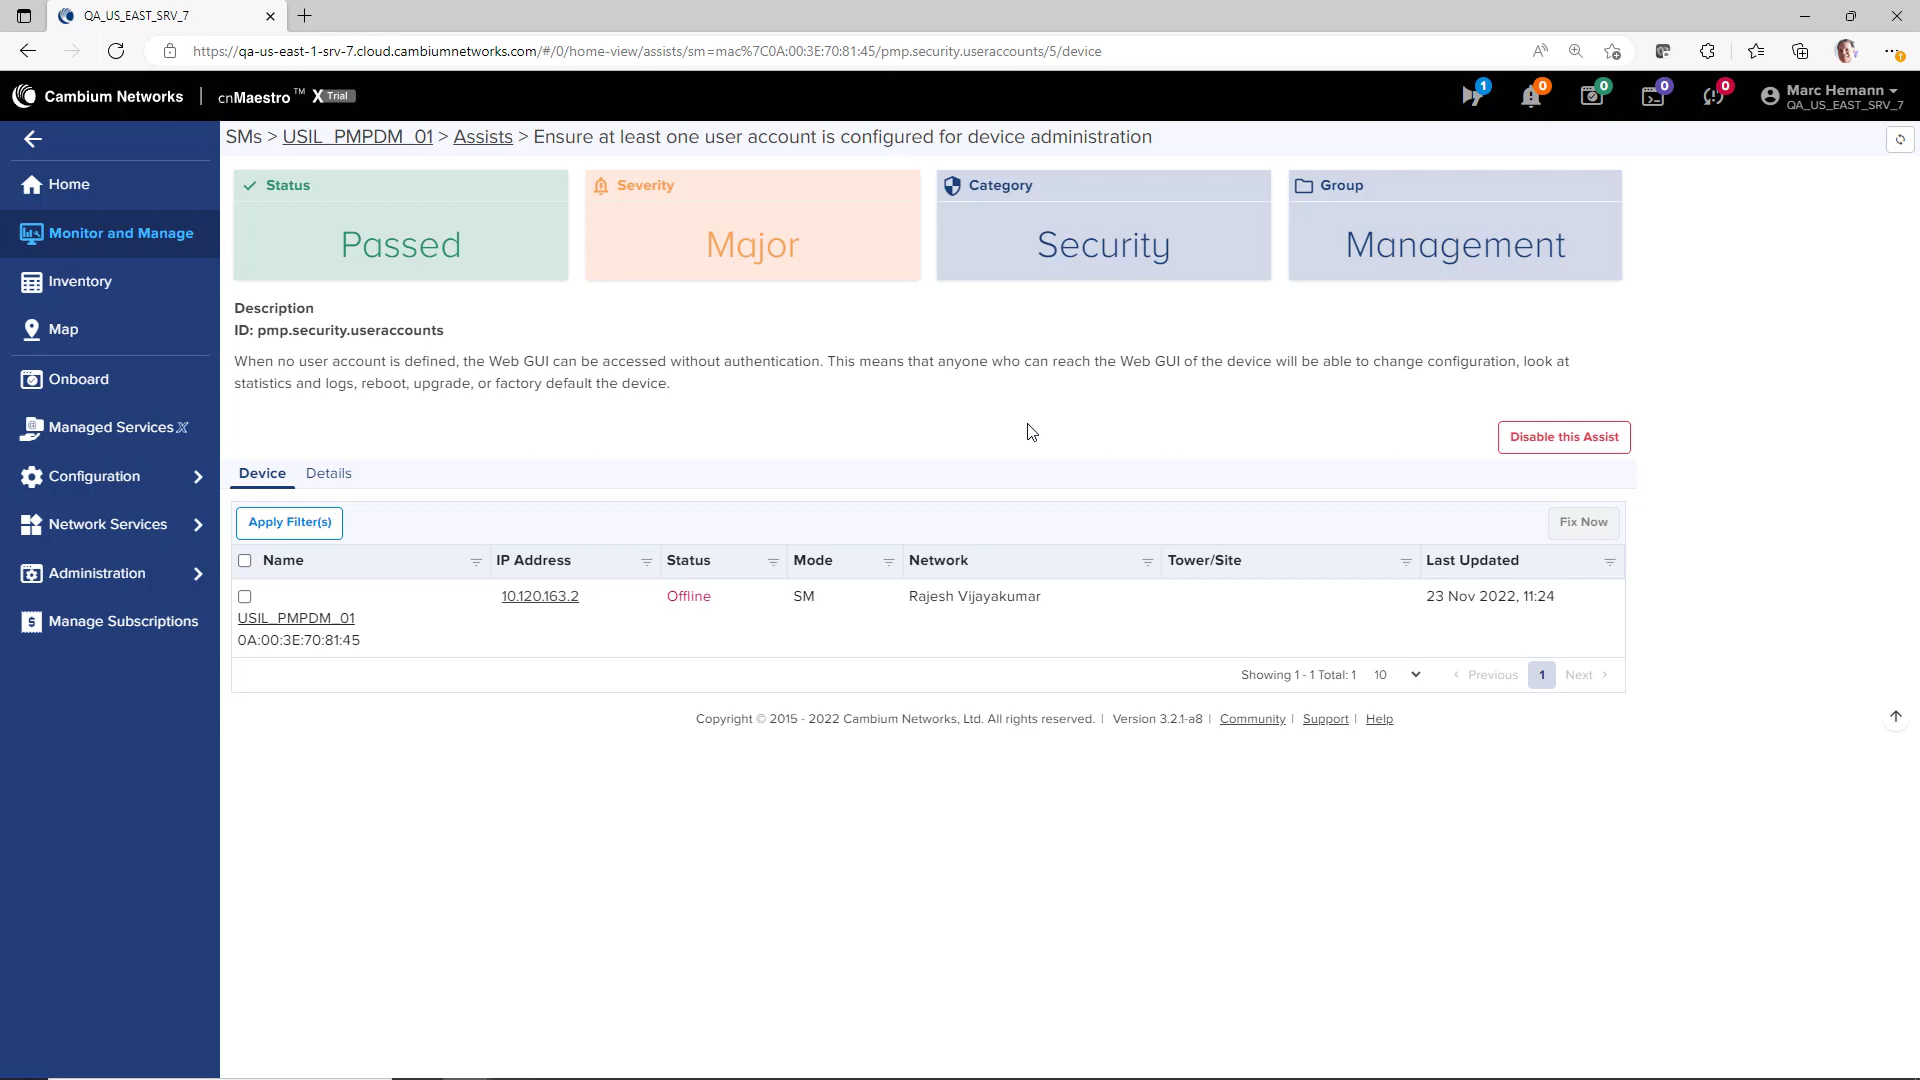 QA_US_EAST_SRV_7
https://qa-us-east-1-srv-7.cloud.cambiumnetworks.com/#/0/home-view/assists/sm=mac%7C0A:00:3E:70:81:45/pmp.security.useraccounts/5/device
Cambium Networks | cnMaestro™ X Trial
1 0 0 0 0
Marc Hemann
QA_US_EAST_SRV_7
SMs > USIL_PMPDM_01 > Assists > Ensure at least one user account is configured for device administration
Home
Monitor and Manage
Inventory
Map
Onboard
Managed Services X
Configuration
Network Services
Administration
Manage Subscriptions
Status Severity Category Group
Passed Major Security Management
Description
ID: pmp.security.useraccounts
When no user account is defined, the Web GUI can be accessed without authentication. This means that anyone who can reach the Web GUI of the device will be able to change configuration, look at
statistics and logs, reboot, upgrade, or factory default the device.
Disable this Assist
Device Details
Apply Filter(s) Fix Now
Name IP Address Status Mode Network Tower/Site Last Updated
10.120.163.2 Offline SM Rajesh Vijayakumar 23 Nov 2022, 11:24
USIL_PMPDM_01
0A:00:3E:70:81:45
Showing 1 - 1 Total: 1 10 ‹ Previous 1 Next ›
Copyright © 2015 - 2022 Cambium Networks, Ltd. All rights reserved. | Version 3.2.1-a8 | Community | Support | Help